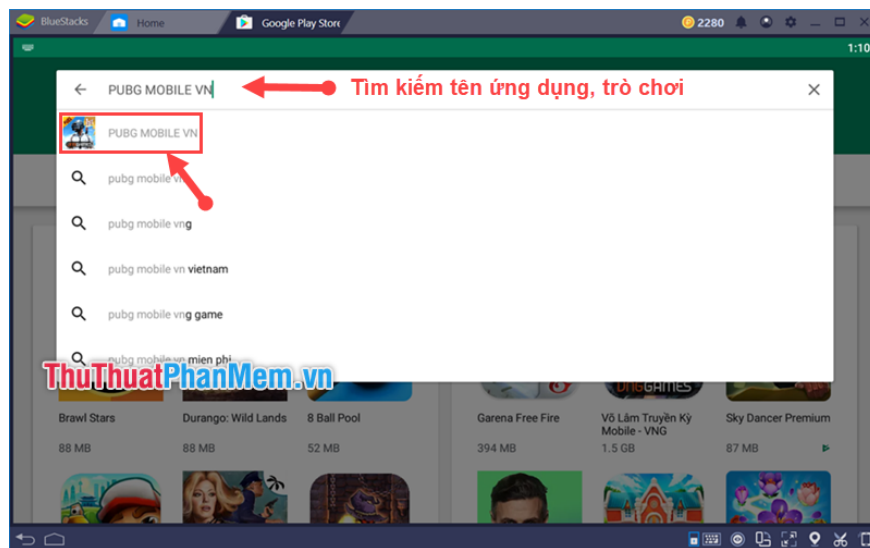 BlueStacks Home Google Play Store 2280
1:10
PUBG MOBILE VN Tìm kiếm tên ứng dụng, trò chơi
PUBG MOBILE VN
pubg mobile
pubg mobile vng
pubg mobile vn vietnam
pubg mobile vng game
pubg mobile vn mien phi
ThuThuatPhanMem.vn
GAMES
Brawl Stars Durango: Wild Lands 8 Ball Pool Garena Free Fire Võ Lâm Truyền Kỳ Mobile - VNG Sky Dancer Premium
88 MB 88 MB 52 MB 394 MB 1.5 GB 87 MB